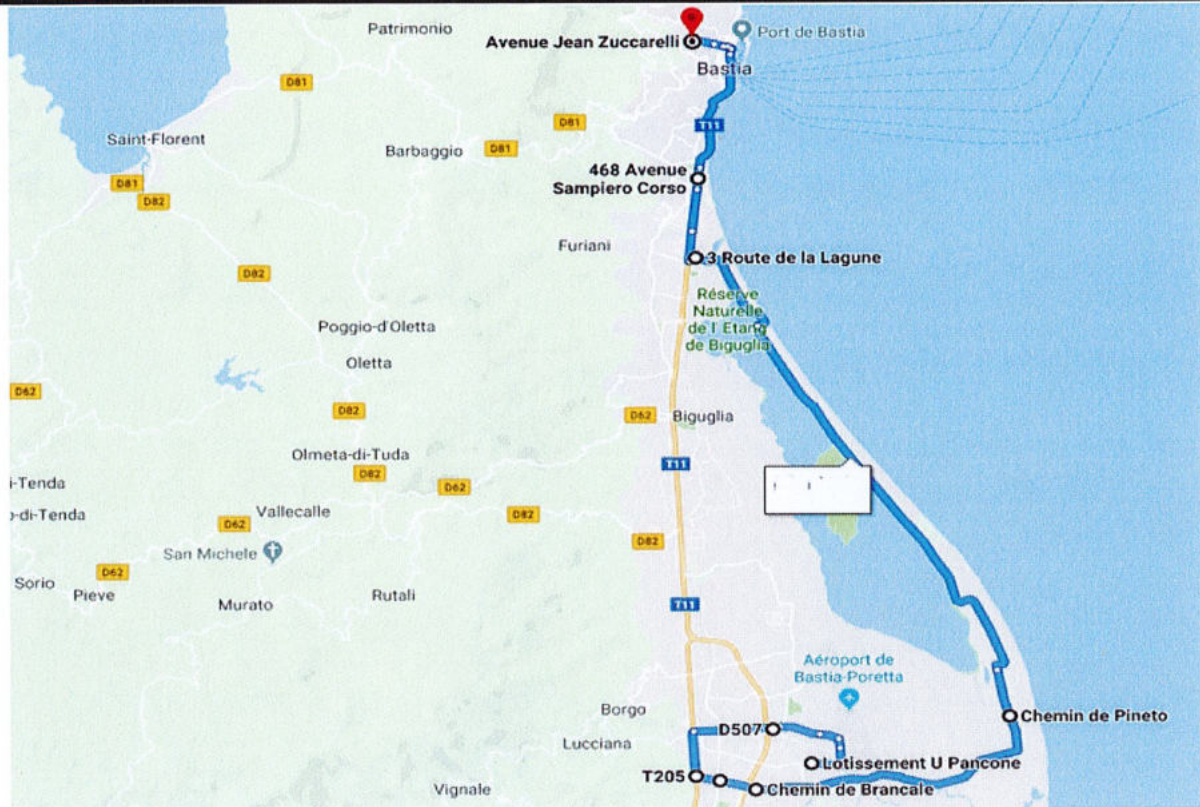 Patrimonio
Avenue Jean Zuccarelli
Port de Bastia
Bastia
D81
D81
T11
Saint-Florent
Barbaggio
D81
468 Avenue
Sampiero Corso
D81
D82
Furiani
3 Route de la Lagune
D82
Réserve
Naturelle
de l'Etang
de Biguglia
Poggio-d'Oletta
Oletta
D62
D82
D62
Biguglia
Olmeta-di-Tuda
T11
D82
i-Tenda
D62
o-di-Tenda
Vallecalle
D62
D82
San Michele
D82
D62
Sorio
Pieve
Murato
Rutali
T11
Aéroport de
Bastia-Poretta
Borgo
Chemin de Pineto
D507
Lucciana
Lotissement U Pancone
T205
Vignale
Chemin de Brancale